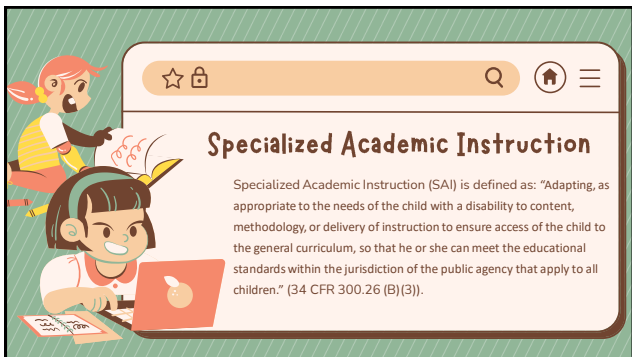 Specialized Academic Instruction
Specialized Academic Instruction (SAI) is defined as: “Adapting, as
appropriate to the needs of the child with a disability to content,
methodology, or delivery of instruction to ensure access of the child to
the general curriculum, so that he or she can meet the educational
standards within the jurisdiction of the public agency that apply to all
children.” (34 CFR 300.26 (B)(3)).